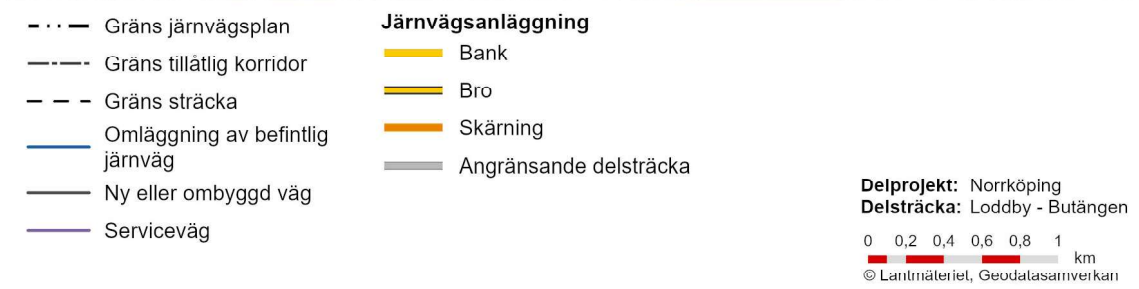 Gräns järnvägsplan
Gräns tillåtlig korridor
Gräns sträcka
Omläggning av befintlig
järnväg
Ny eller ombyggd väg
Serviceväg
Järnvägsanläggning
Bank
Bro
Skärning
Angränsande delsträcka
Delprojekt: Norrköping
Delsträcka: Loddby - Butängen
0 0,2 0,4 0,6 0,8 1
km
© Lantmäteriet, Geodatasamverkan